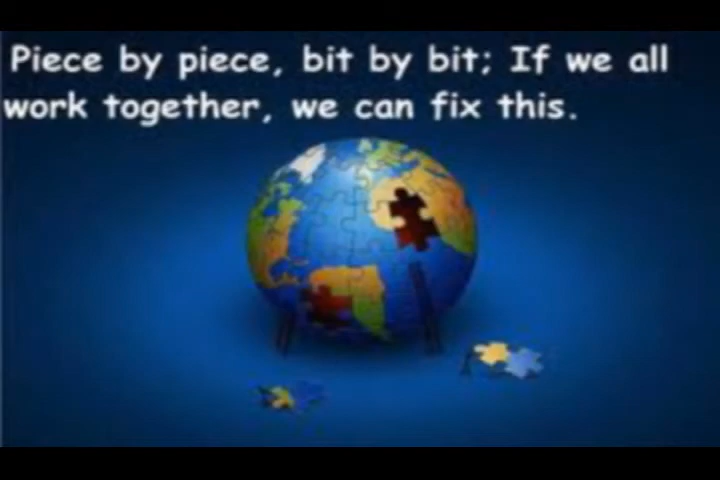 Piece by piece, bit by bit; If we all
work together, we can fix this.